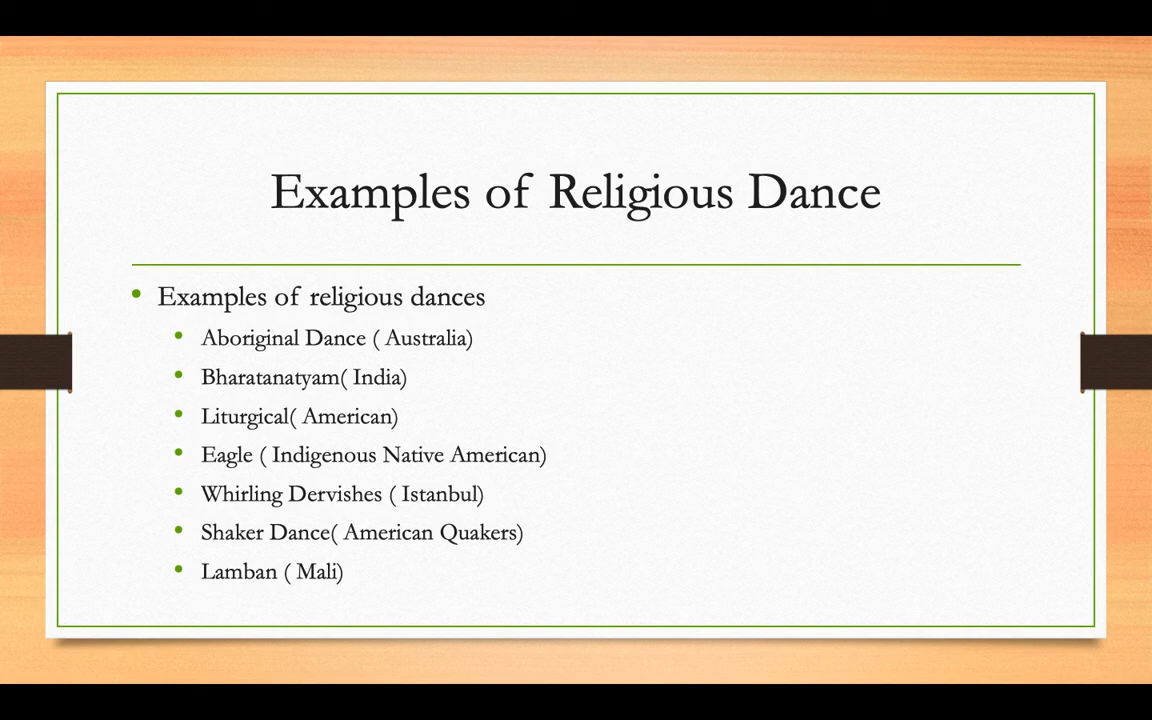 Examples of Religious Dance
• Examples of religious dances
• Aboriginal Dance ( Australia)
• Bharatanatyam( India)
• Liturgical( American)
• Eagle ( Indigenous Native American)
• Whirling Dervishes ( Istanbul)
• Shaker Dance( American Quakers)
• Lamban ( Mali)